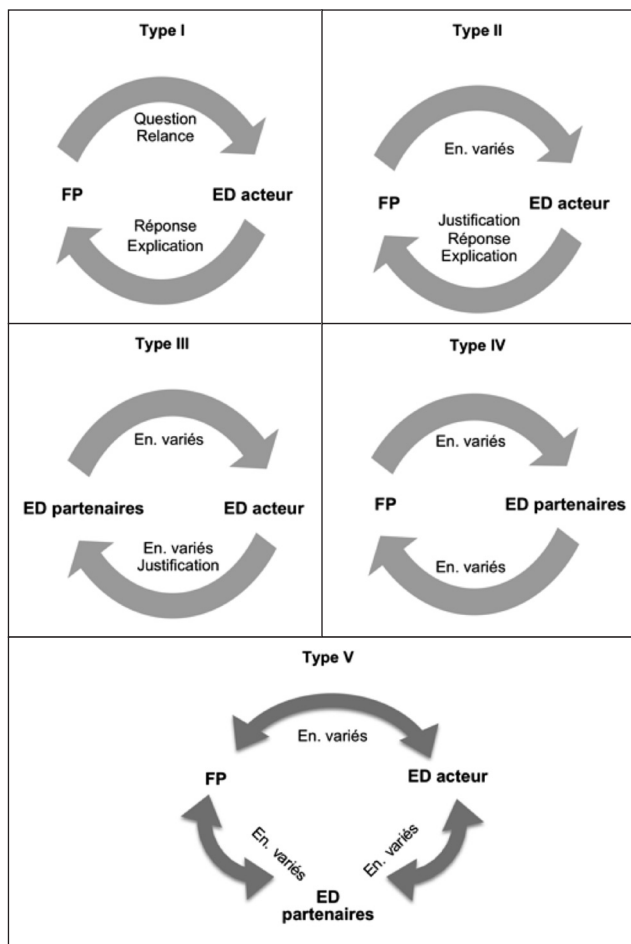 Type I
Question
Relance
FP
ED acteur
Réponse
Explication
Type II
En. variés
FP
ED acteur
Justification
Réponse
Explication
Type III
En. variés
ED partenaires
ED acteur
En. variés
Justification
Type IV
En. variés
FP
ED partenaires
En. variés
Type V
En. variés
FP
ED acteur
En. variés
En. variés
ED
partenaires